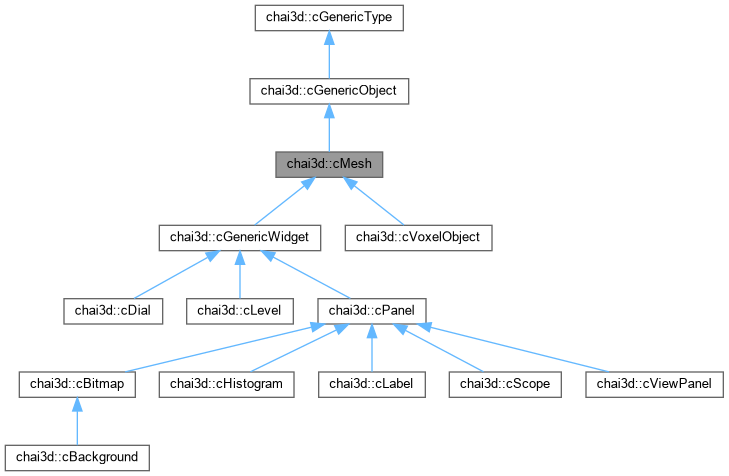 chai3d::cGenericType
chai3d::cGenericObject
chai3d::cMesh
chai3d::cGenericWidget
chai3d::cVoxelObject
chai3d::cDial
chai3d::cLevel
chai3d::cPanel
chai3d::cBitmap
chai3d::cHistogram
chai3d::cLabel
chai3d::cScope
chai3d::cViewPanel
chai3d::cBackground